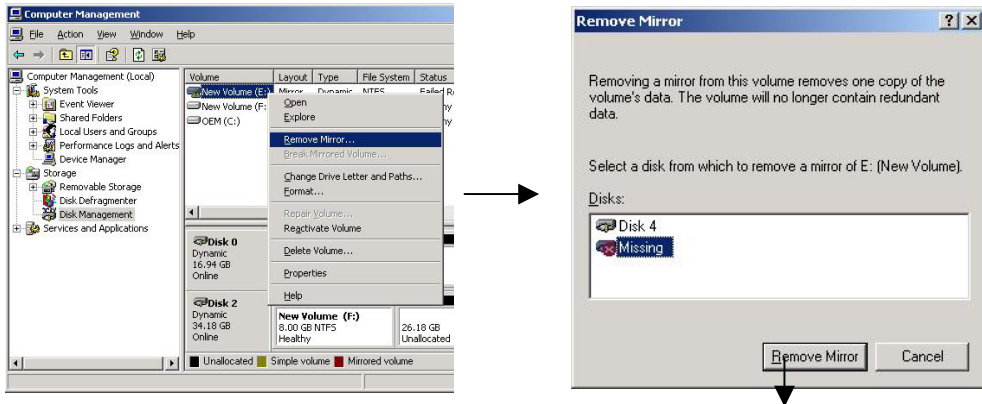 Computer Management
File Action View Window Help
Computer Management (Local)
System Tools
Event Viewer
Shared Folders
Local Users and Groups
Performance Logs and Alerts
Device Manager
Storage
Removable Storage
Disk Defragmenter
Disk Management
Services and Applications
Volume Layout Type File System Status
New Volume (E:) Mirror Dynamic NTFS Failed R
New Volume (F:
OEM (C:)
Open
Explore
Remove Mirror...
Break Mirrored Volume...
Change Drive Letter and Paths...
Format...
Repair Volume...
Reactivate Volume
Delete Volume...
Properties
Help
Disk 0
Dynamic
16.94 GB
Online
Disk 2
Dynamic
34.18 GB
Online
New Volume (F:)
8.00 GB NTFS
Healthy
26.18 GB
Unallocated
Unallocated Simple volume Mirrored volume
Remove Mirror
Removing a mirror from this volume removes one copy of the
volume's data. The volume will no longer contain redundant
data.
Select a disk from which to remove a mirror of E: (New Volume).
Disks:
Disk 4
Missing
Remove Mirror Cancel